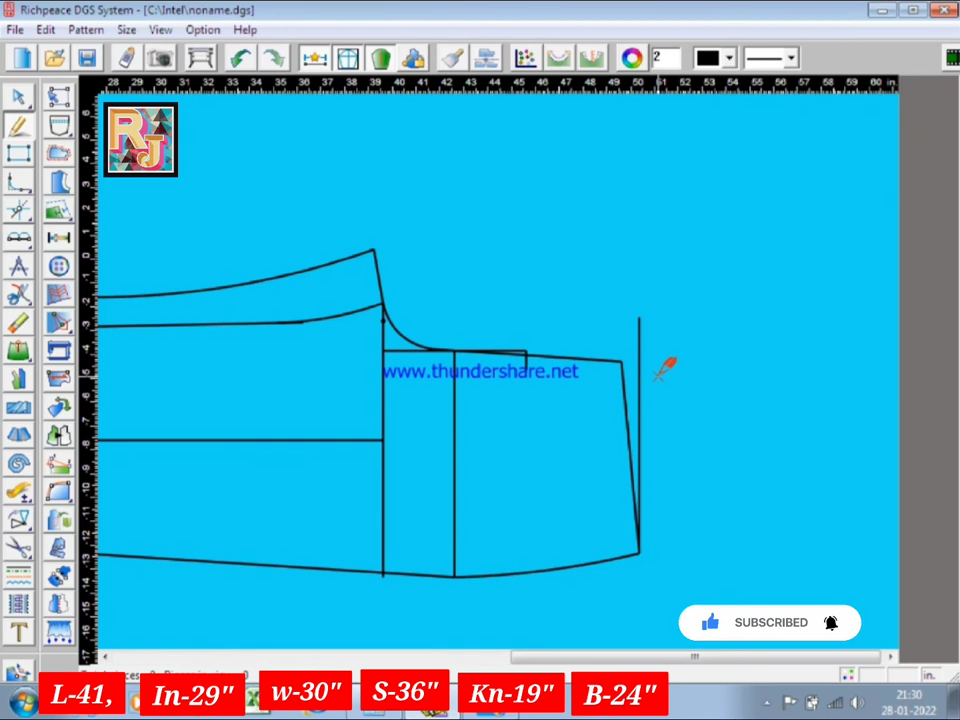 Richpeace DGS System - [C:\Intel\noname.dgs]
File Edit Pattern Size View Option Help
2
28 29 30 31 32 33 34 35 36 37 38 39 40 41 42 43 44 45 46 47 48 49 50 51 52 53 54 55 56 57 58 59 60 in.
RJ
www.thundershare.net
SUBSCRIBED
in.
L-41, In-29" w-30" S-36" Kn-19" B-24"
21:30
28-01-2022